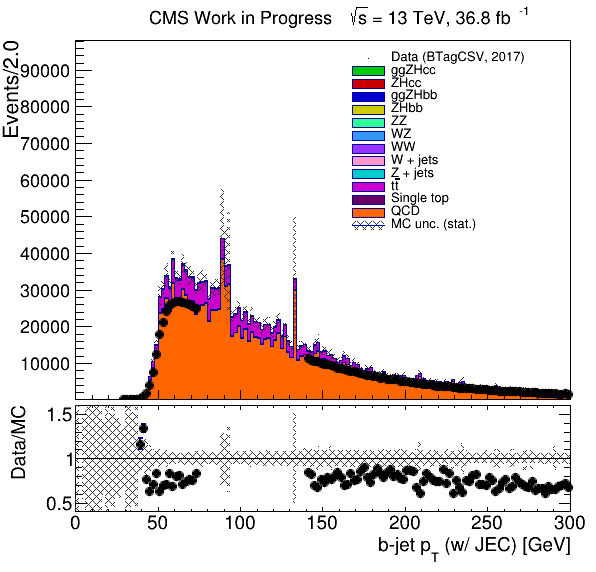 CMS Work in Progress √s = 13 TeV, 36.8 fb⁻¹
Events/2.0
90000
80000
70000
60000
50000
40000
30000
20000
10000
Data (BTagCSV, 2017)
ggZHcc
ZHcc
ggZHbb
ZHbb
ZZ
WZ
WW
W + jets
Z + jets
tt̄
Single top
QCD
MC unc. (stat.)
Data/MC
1.5
1
0.5
0 50 100 150 200 250 300
b-jet p_T (w/ JEC) [GeV]